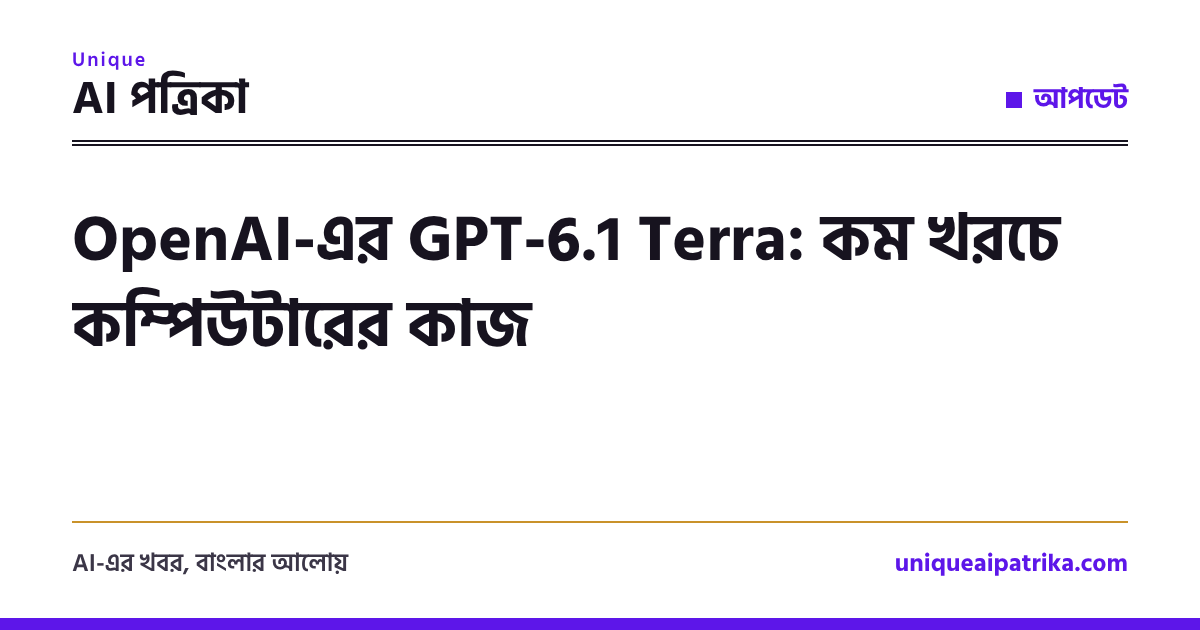 Unique
AI পত্রিকা
আপডেট
OpenAI-এর GPT-6.1 Terra: কম খরচে
কম্পিউটারের কাজ
AI-এর খবর, বাংলার আলোয়
uniqueaipatrika.com